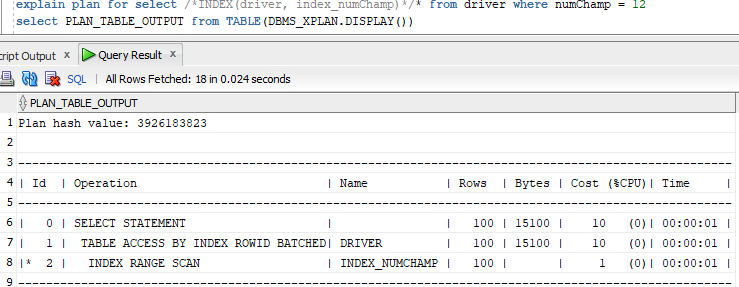 explain plan for select /*INDEX(driver, index_numChamp)*/* from driver where numChamp = 12
select PLAN_TABLE_OUTPUT from TABLE(DBMS_XPLAN.DISPLAY())
cript Output x Query Result x
SQL | All Rows Fetched: 18 in 0.024 seconds
PLAN_TABLE_OUTPUT
1 Plan hash value: 3926183823
2
3 ------------------------------------------------------------------------------------------------------
4 | Id | Operation | Name | Rows | Bytes | Cost (%CPU)| Time |
5 ------------------------------------------------------------------------------------------------------
6 | 0 | SELECT STATEMENT | | 100 | 15100 | 10 (0)| 00:00:01 |
7 | 1 | TABLE ACCESS BY INDEX ROWID BATCHED| DRIVER | 100 | 15100 | 10 (0)| 00:00:01 |
8 |* 2 | INDEX RANGE SCAN | INDEX_NUMCHAMP | 100 | | 1 (0)| 00:00:01 |
9 ------------------------------------------------------------------------------------------------------